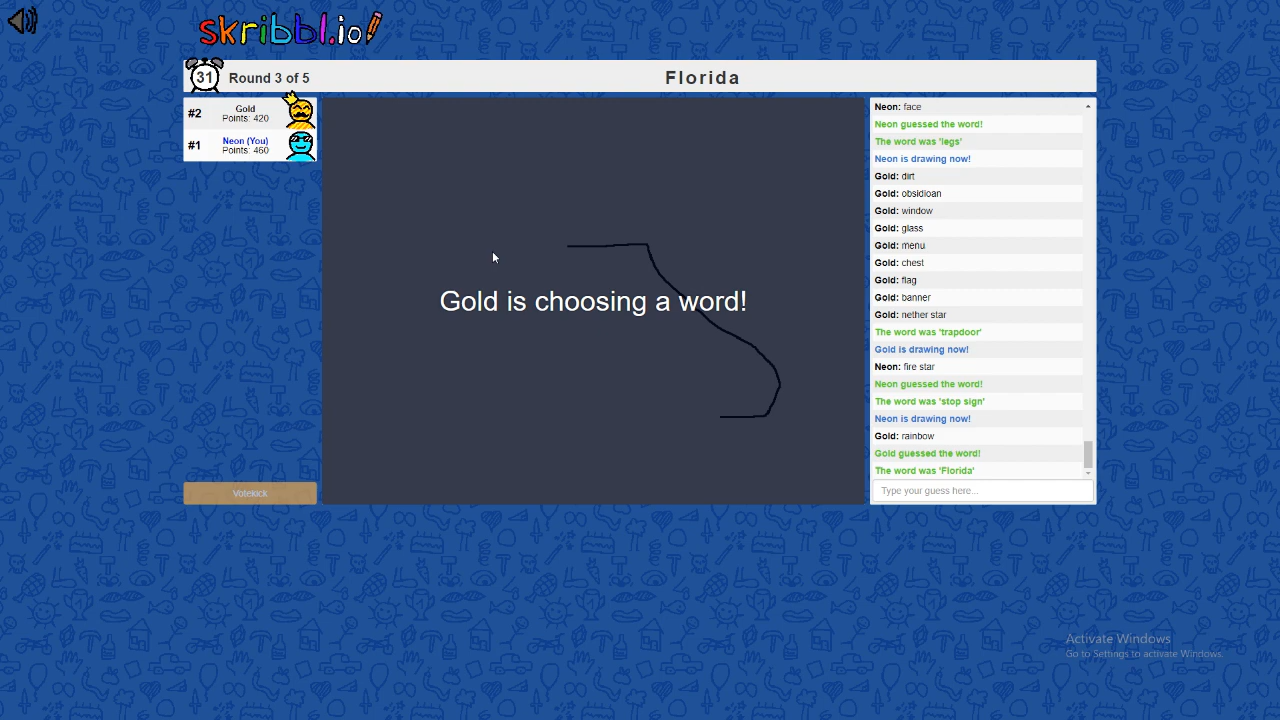 skribbl.io
31
Round 3 of 5
Florida
#2
Gold
Points: 420
#1
Neon (You)
Points: 460
Votekick
Gold is choosing a word!
Neon: face
Neon guessed the word!
The word was 'legs'
Neon is drawing now!
Gold: dirt
Gold: obsidioan
Gold: window
Gold: glass
Gold: menu
Gold: chest
Gold: flag
Gold: banner
Gold: nether star
The word was 'trapdoor'
Gold is drawing now!
Neon: fire star
Neon guessed the word!
The word was 'stop sign'
Neon is drawing now!
Gold: rainbow
Gold guessed the word!
The word was 'Florida'
Type your guess here...
Activate Windows
Go to Settings to activate Windows.